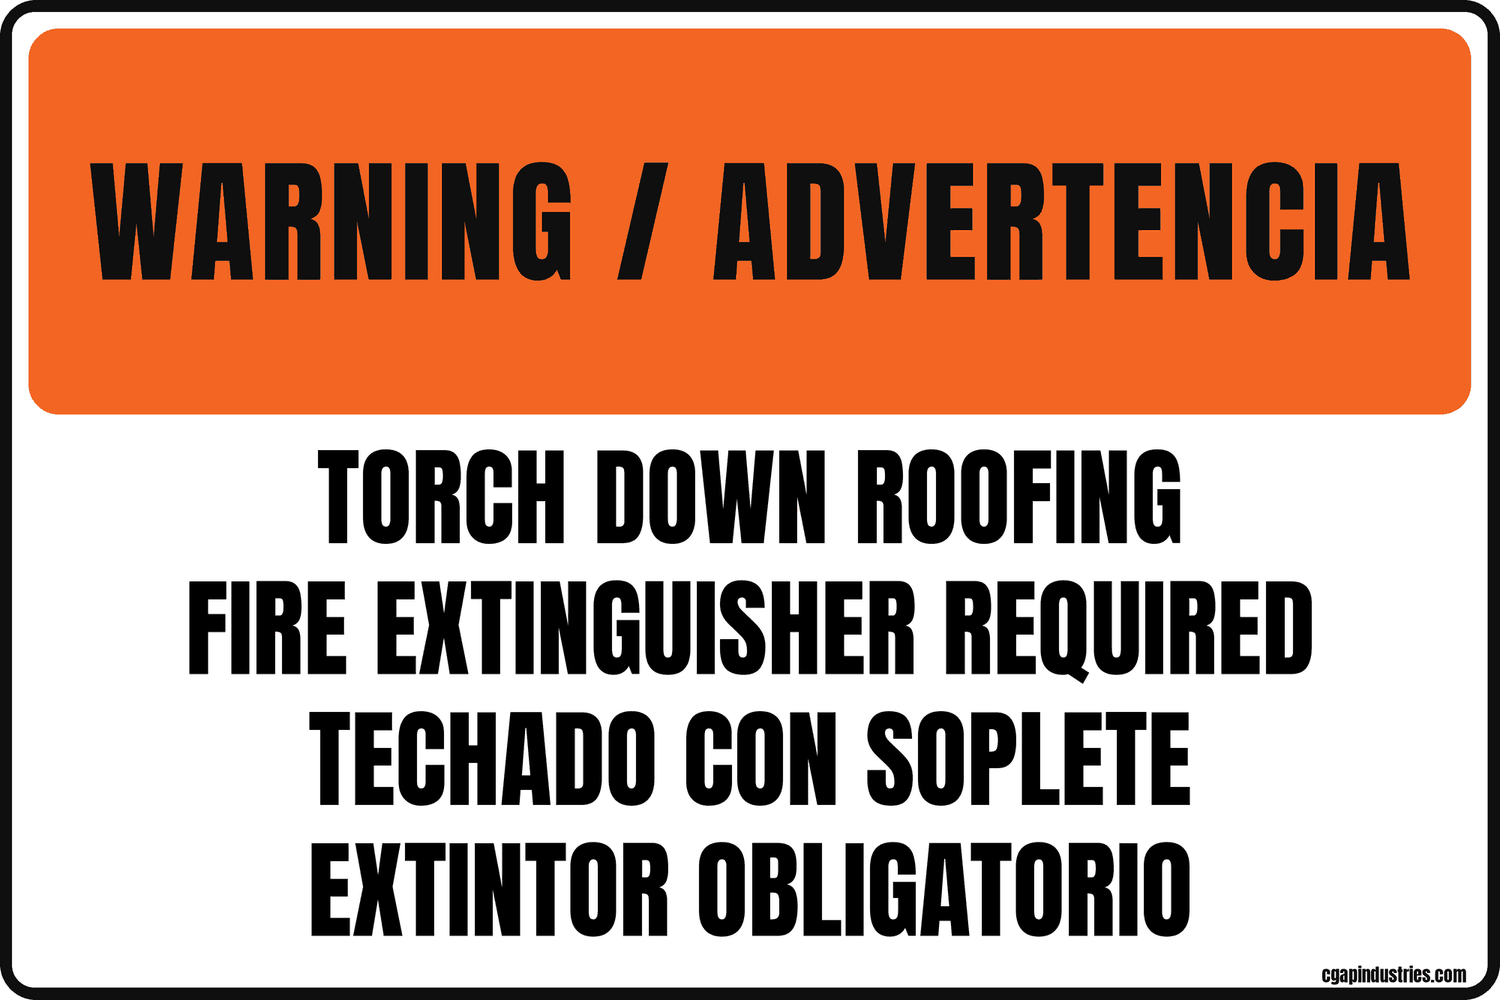 WARNING / ADVERTENCIA
TORCH DOWN ROOFING
FIRE EXTINGUISHER REQUIRED
TECHADO CON SOPLETE
EXTINTOR OBLIGATORIO
cgapindustries.com